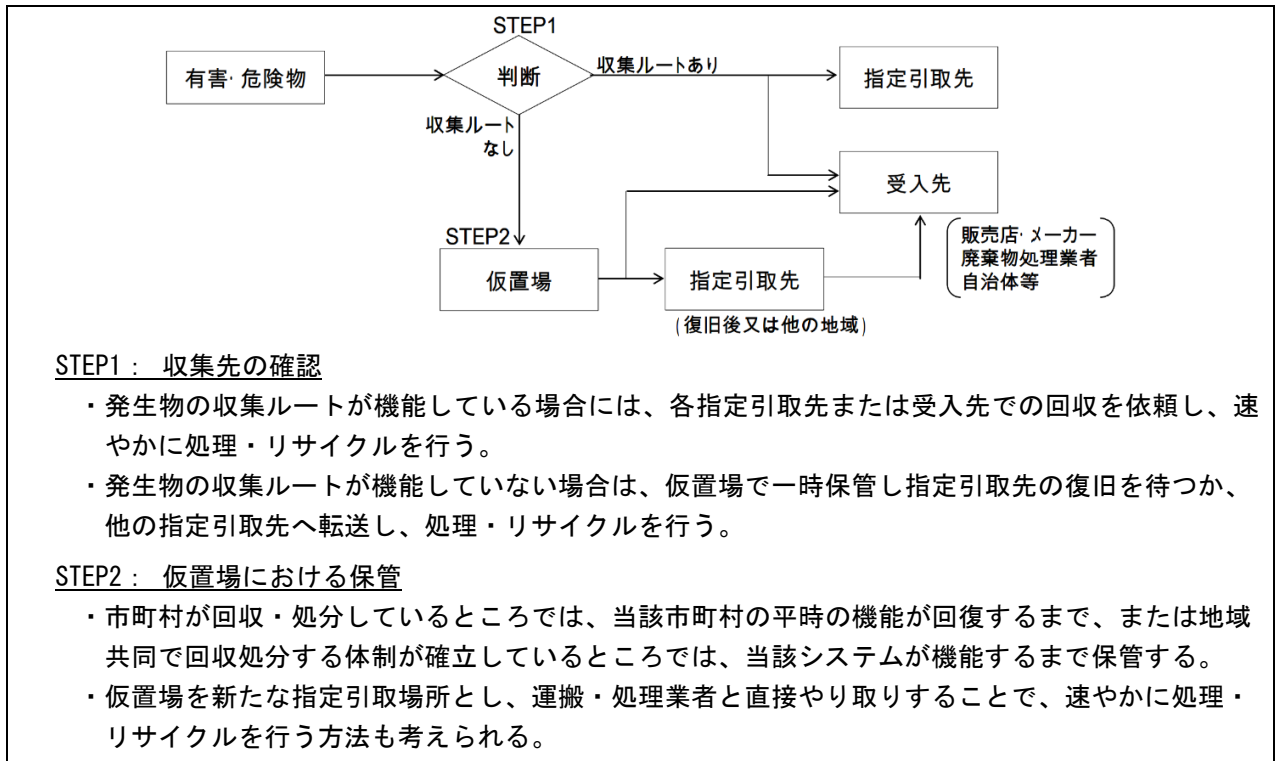 STEP1
有害・危険物
判断
収集ルートあり
指定引取先
収集ルート
なし
受入先
STEP2
仮置場
指定引取先
(復旧後又は他の地域)
販売店・メーカー
廃棄物処理業者
自治体等
STEP1: 収集先の確認
・発生物の収集ルートが機能している場合には、各指定引取先または受入先での回収を依頼し、速
やかに処理・リサイクルを行う。
・発生物の収集ルートが機能していない場合は、仮置場で一時保管し指定引取先の復旧を待つか、
他の指定引取先へ転送し、処理・リサイクルを行う。
STEP2: 仮置場における保管
・市町村が回収・処分しているところでは、当該市町村の平時の機能が回復するまで、または地域
共同で回収処分する体制が確立しているところでは、当該システムが機能するまで保管する。
・仮置場を新たな指定引取場所とし、運搬・処理業者と直接やり取りすることで、速やかに処理・
リサイクルを行う方法も考えられる。